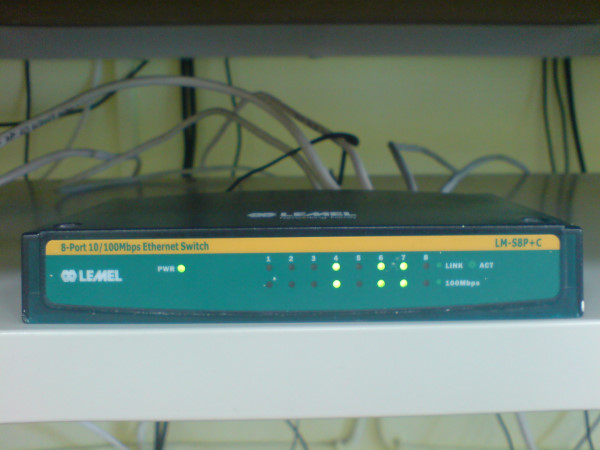 LEMEL
8-Port 10/100Mbps Ethernet Switch
LM-S8P+C
1 2 3 4 5 6 7 8
LEMEL
PWR
LINK ACT
100Mbps